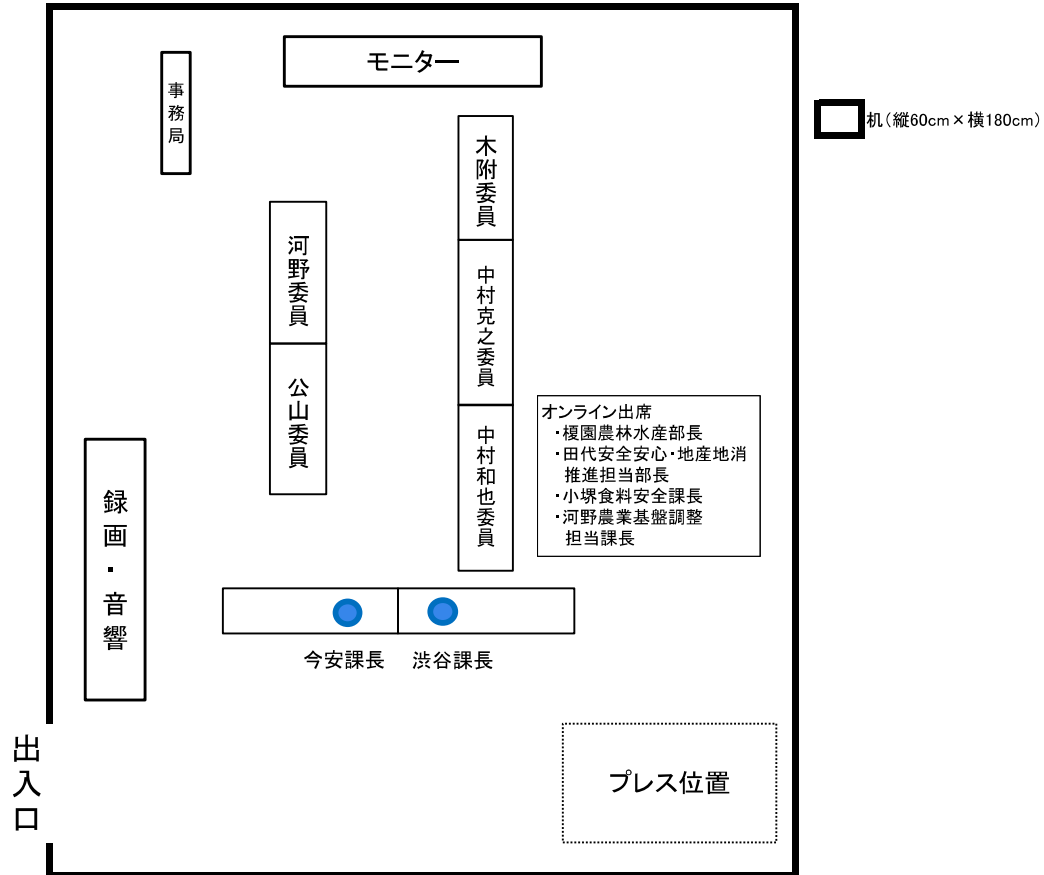 モニター
事務局
机(縦60cm×横180cm)
木附委員
河野委員
中村克之委員
公山委員
中村和也委員
オンライン出席
・榎園農林水産部長
・田代安全安心・地産地消
推進担当部長
・小堺食料安全課長
・河野農業基盤調整
担当課長
録画・音響
今安課長
渋谷課長
出入口
プレス位置